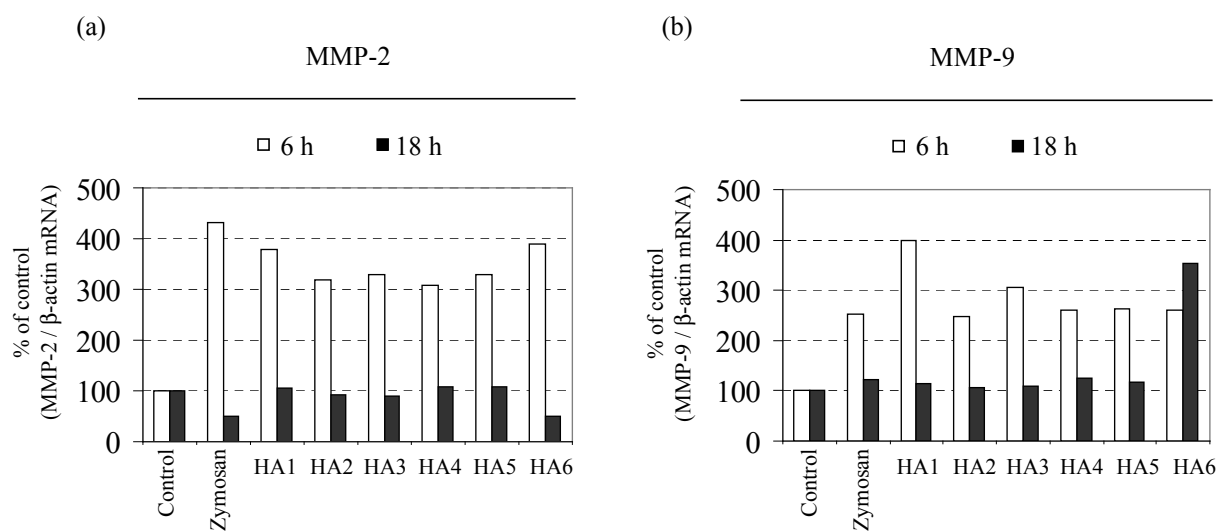 (a)
MMP-2
6 h 18 h
% of control
(MMP-2 / β-actin mRNA)
500
400
300
200
100
0
Control
Zymosan
HA1
HA2
HA3
HA4
HA5
HA6
(b)
MMP-9
6 h 18 h
% of control
(MMP-9 / β-actin mRNA)
500
400
300
200
100
0
Control
Zymosan
HA1
HA2
HA3
HA4
HA5
HA6